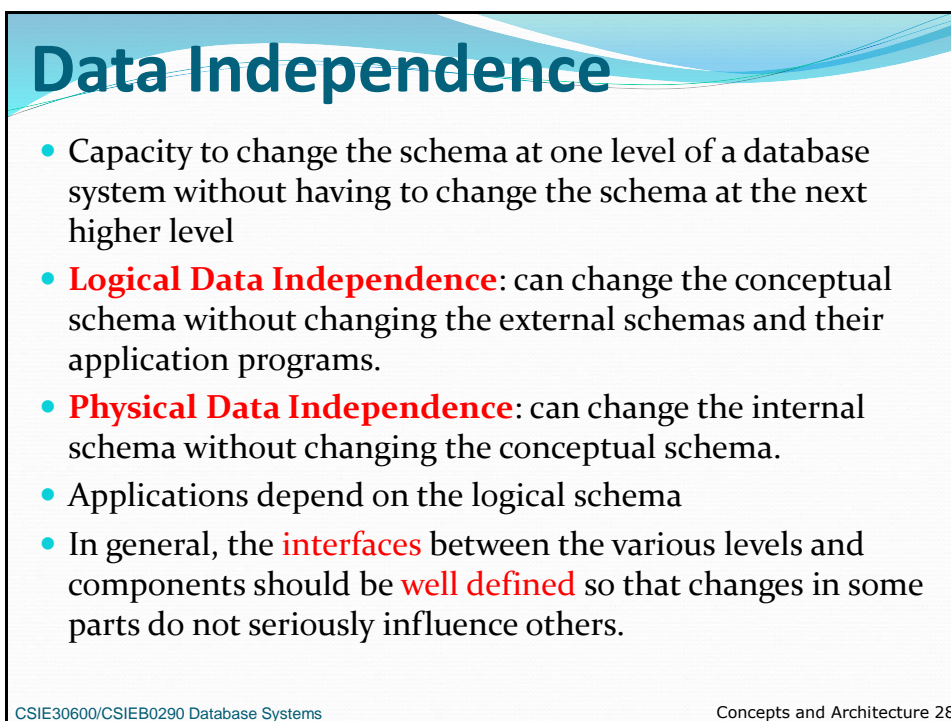 Data Independence
• Capacity to change the schema at one level of a database
system without having to change the schema at the next
higher level
• Logical Data Independence: can change the conceptual
schema without changing the external schemas and their
application programs.
• Physical Data Independence: can change the internal
schema without changing the conceptual schema.
• Applications depend on the logical schema
• In general, the interfaces between the various levels and
components should be well defined so that changes in some
parts do not seriously influence others.
CSIE30600/CSIEB0290 Database Systems
Concepts and Architecture 28